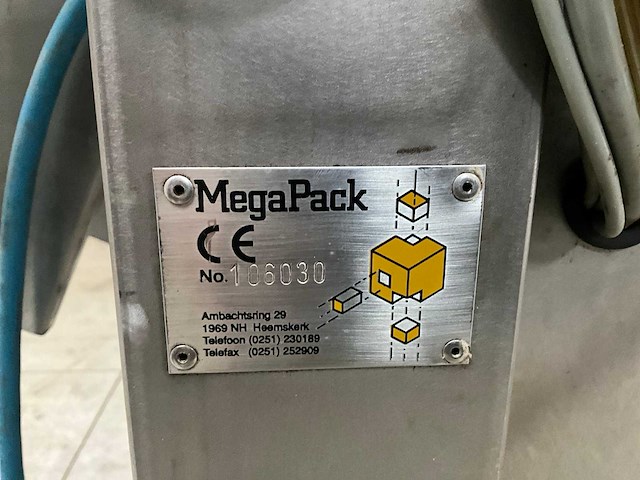 MegaPack
CE
No. 106030
Ambachtsring 29
1969 NH Heemskerk
Telefoon (0251) 230189
Telefax (0251) 252909